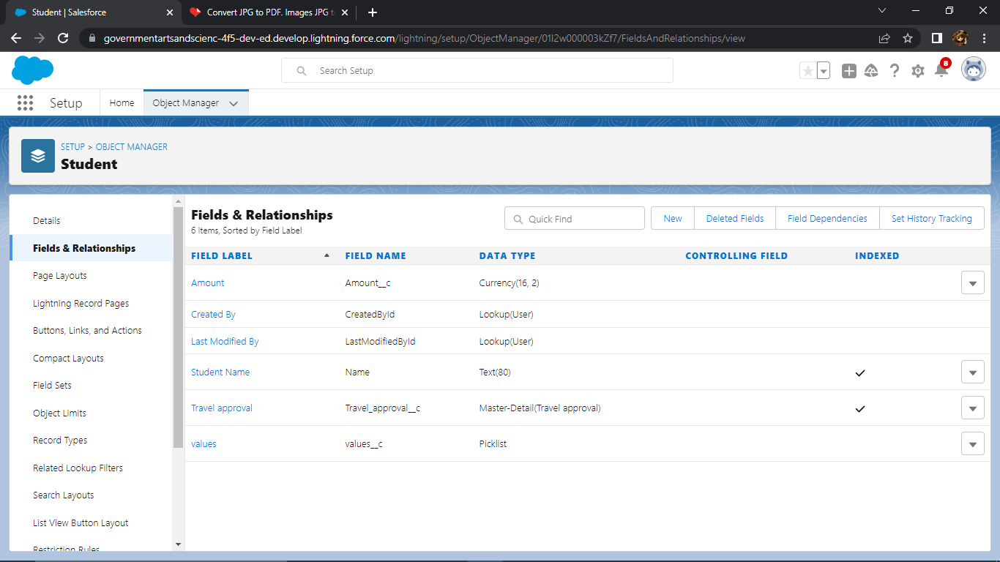 Student | Salesforce
Convert JPG to PDF. Images JPG t
governmentartsandscienc-4f5-dev-ed.develop.lightning.force.com/lightning/setup/ObjectManager/01I2w000003kZf7/FieldsAndRelationships/view
Search Setup
8
Setup
Home
Object Manager
SETUP > OBJECT MANAGER
Student
Details
Fields & Relationships
Page Layouts
Lightning Record Pages
Buttons, Links, and Actions
Compact Layouts
Field Sets
Object Limits
Record Types
Related Lookup Filters
Search Layouts
List View Button Layout
Restriction Rules
Fields & Relationships
6 Items, Sorted by Field Label
Quick Find
New
Deleted Fields
Field Dependencies
Set History Tracking
FIELD LABEL FIELD NAME DATA TYPE CONTROLLING FIELD INDEXED
Amount Amount__c Currency(16, 2)
Created By CreatedById Lookup(User)
Last Modified By LastModifiedById Lookup(User)
Student Name Name Text(80)
Travel approval Travel_approval__c Master-Detail(Travel approval)
values values__c Picklist